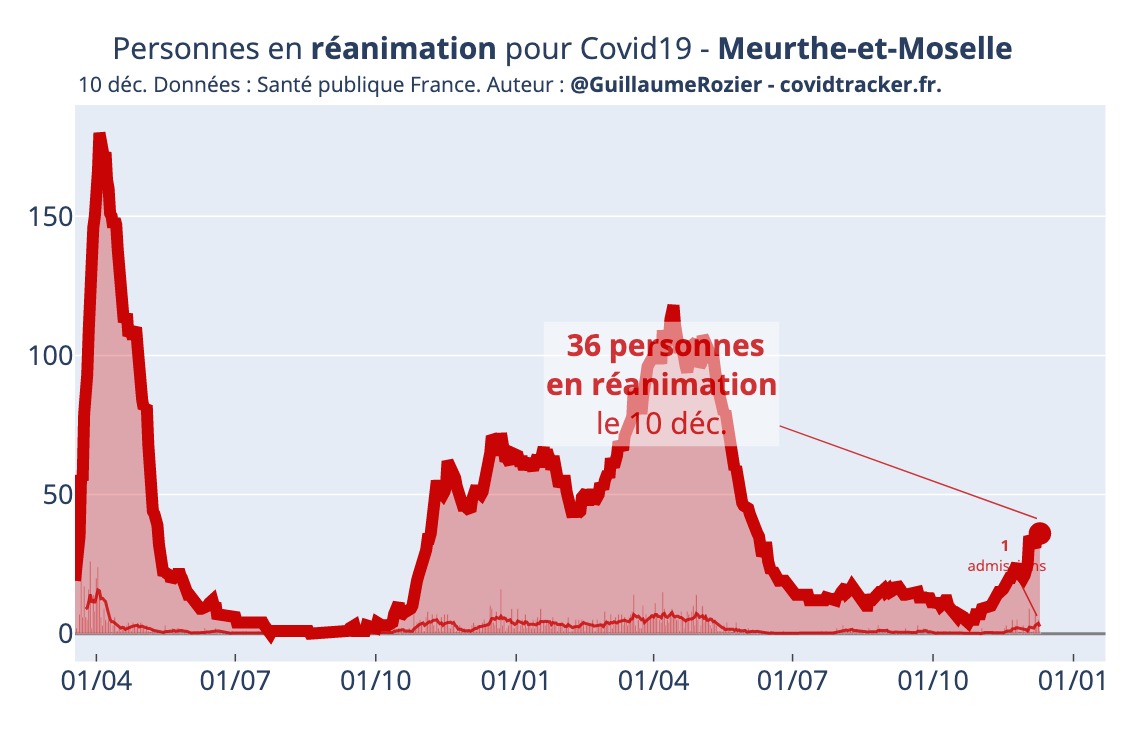 Personnes en réanimation pour Covid19 - Meurthe-et-Moselle
10 déc. Données : Santé publique France. Auteur : @GuillaumeRozier - covidtracker.fr.
150
100
50
0
36 personnes
en réanimation
le 10 déc.
1
admissions
01/04
01/07
01/10
01/01
01/04
01/07
01/10
01/01